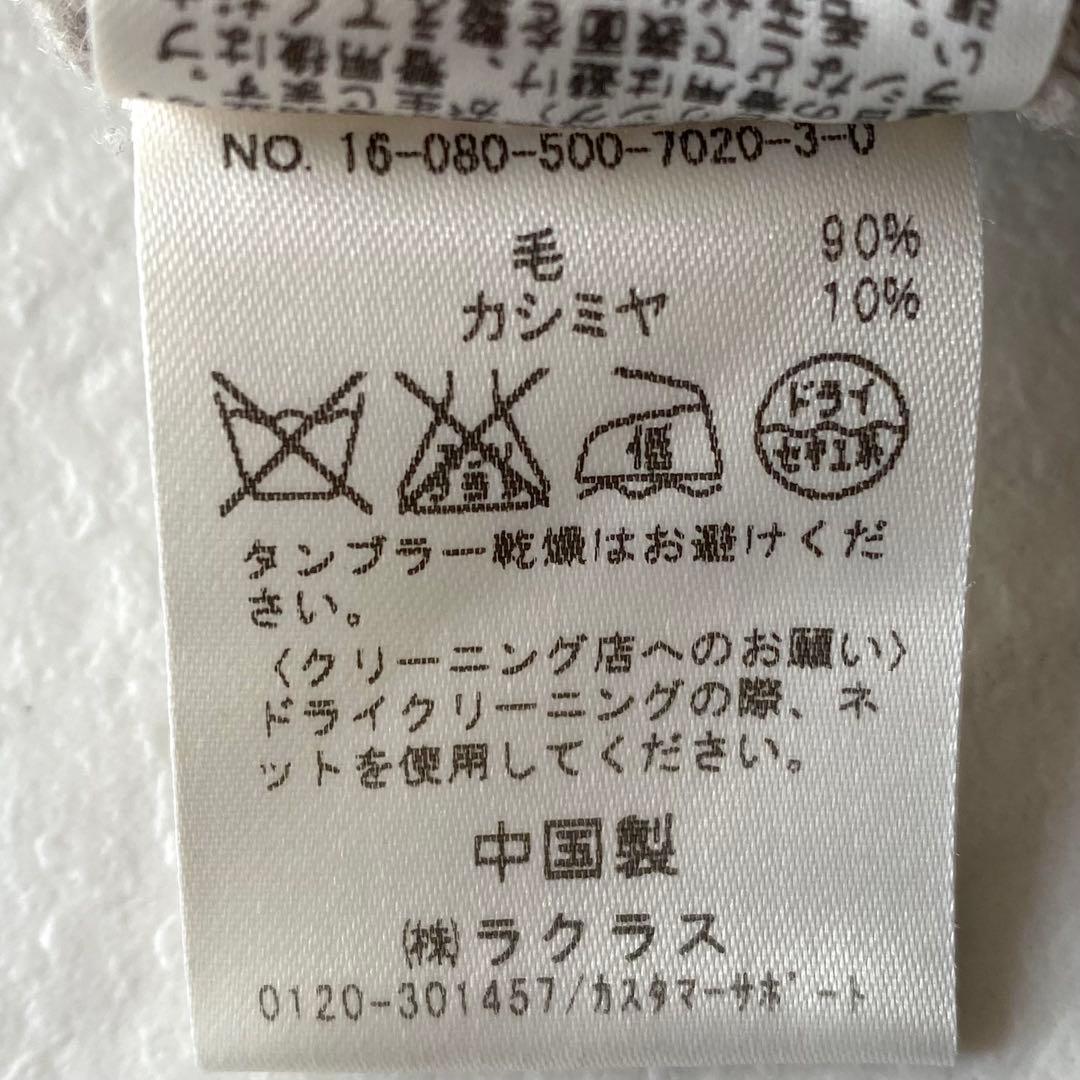 NO. 16-080-500-7020-3-0
毛 90%
カシミヤ 10%
低
ドライ
セキユ系
タンブラー乾燥はお避けくだ
さい。
〈クリーニング店へのお願い〉
ドライクリーニングの際、ネ
ットを使用してください。
中国製
㈱ラクラス
0120-301457/カスタマーサポート